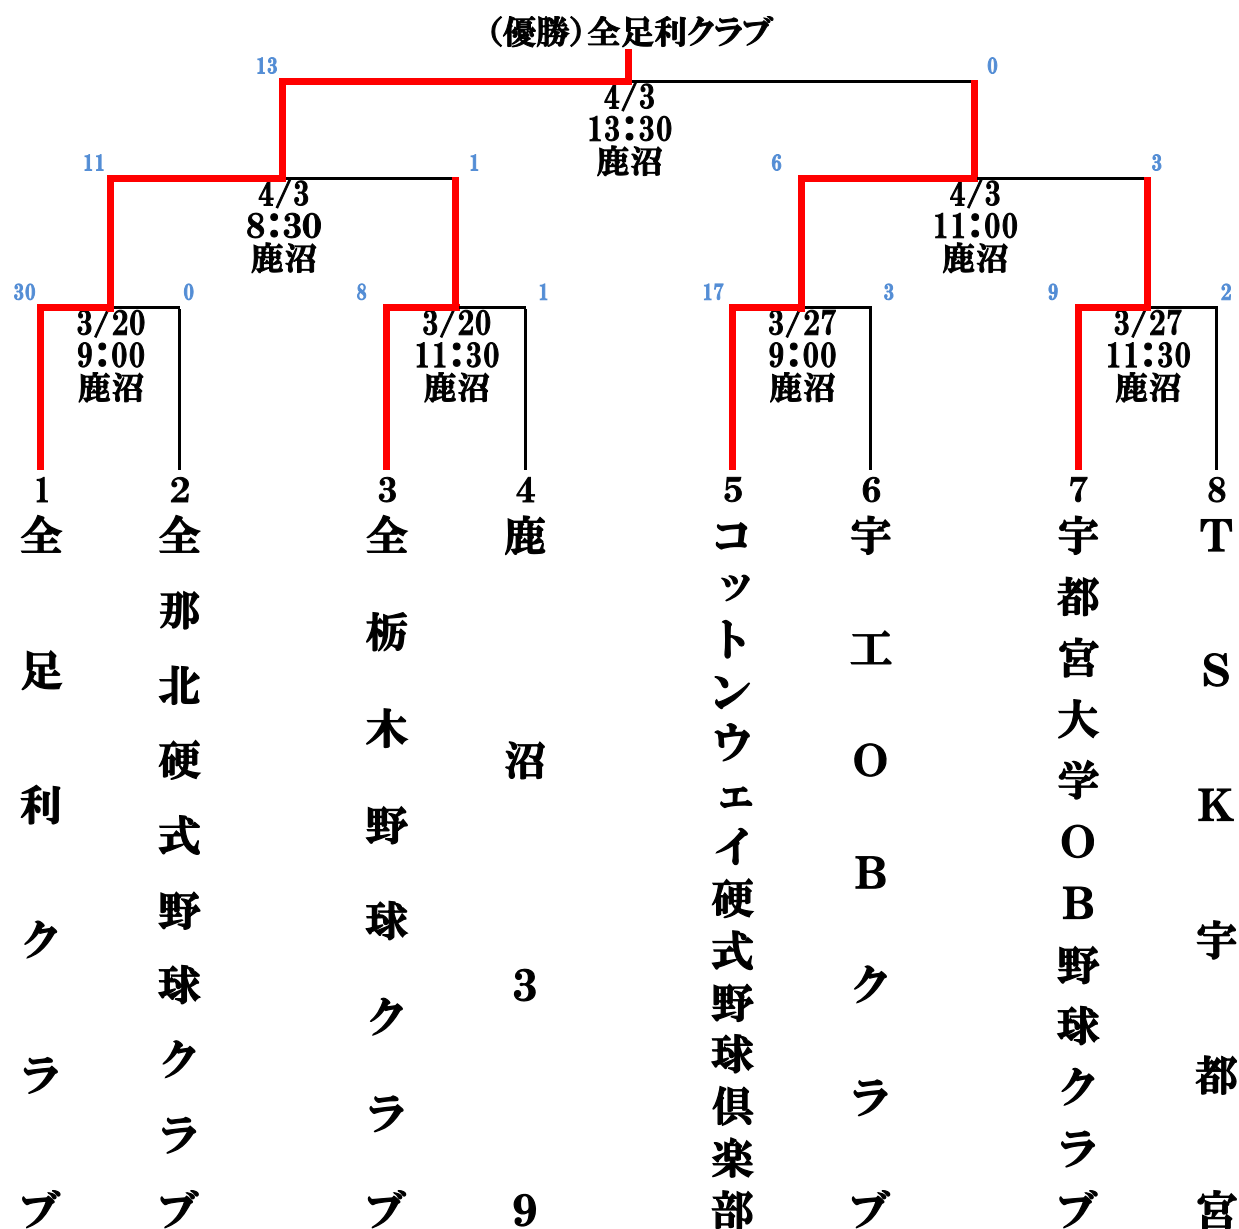 (優勝)全足利クラブ
13
0
4/3
13:30
鹿沼
11
1
6
3
4/3
8:30
鹿沼
4/3
11:00
鹿沼
30
0
8
1
17
3
9
2
3/20
9:00
鹿沼
3/20
11:30
鹿沼
3/27
9:00
鹿沼
3/27
11:30
鹿沼
1
全足利クラブ
2
全那北硬式野球クラブ
3
全栃木野球クラブ
4
鹿沼39
5
コットンウェイ硬式野球倶楽部
6
宇工OBクラブ
7
宇都宮大学OB野球クラブ
8
TSK宇都宮